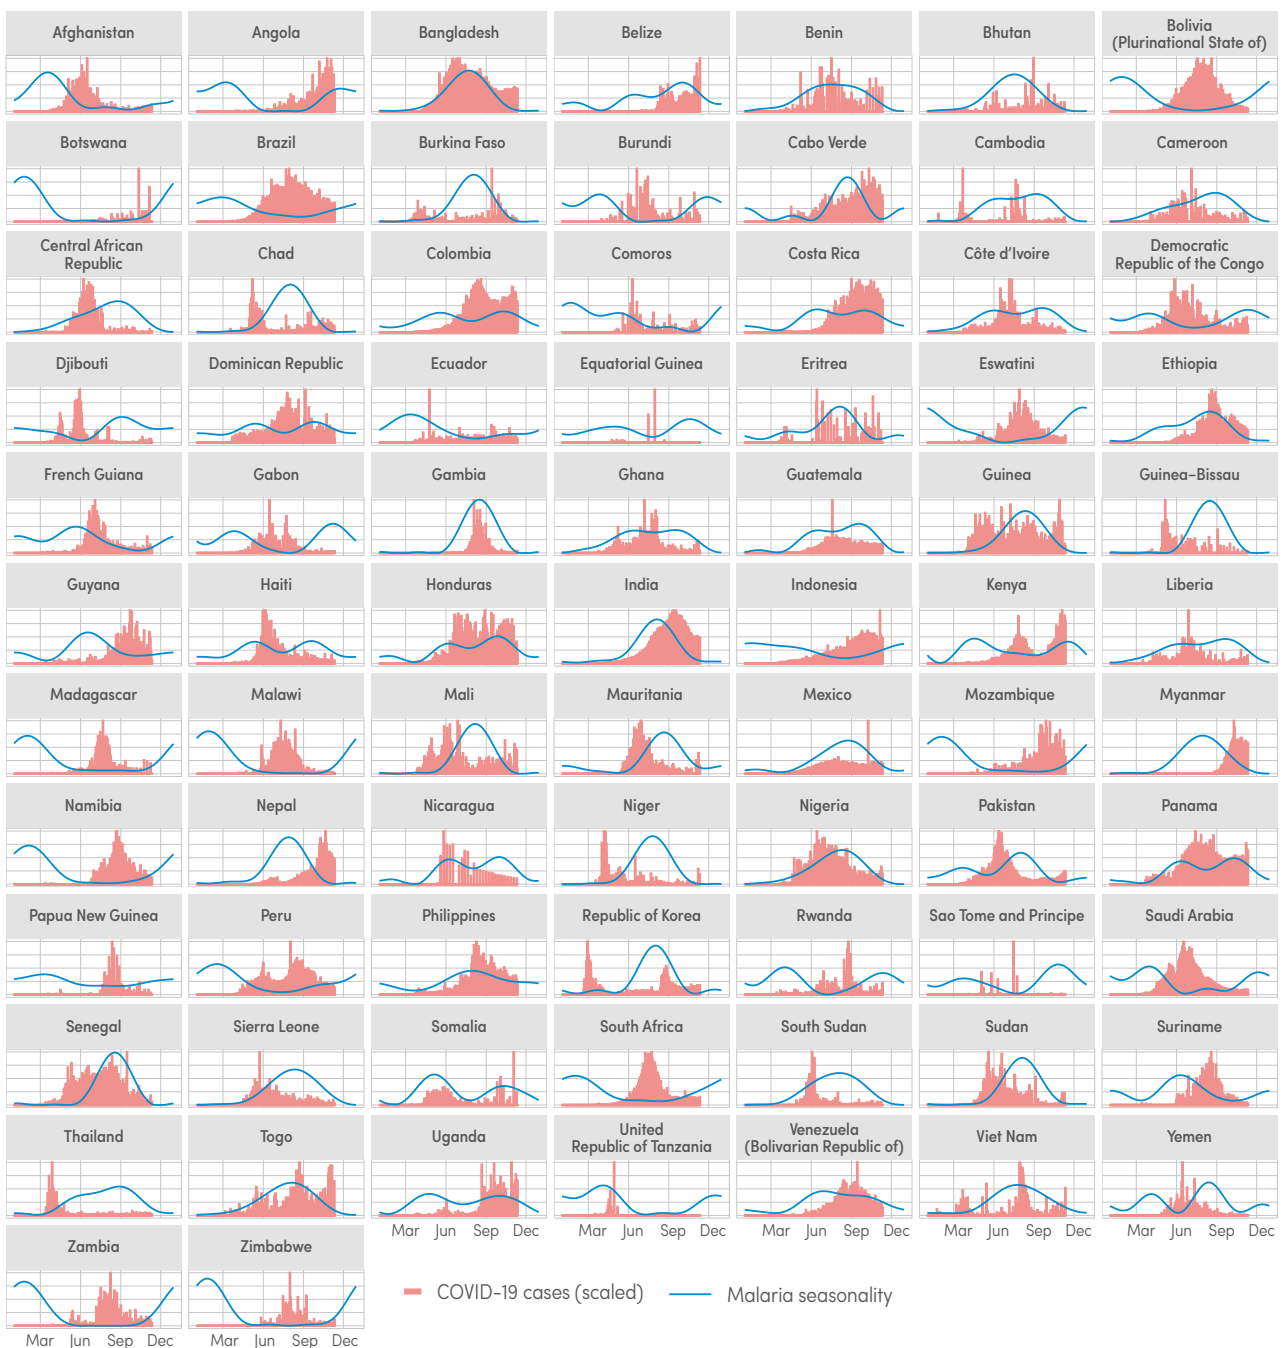 Afghanistan
Angola
Bangladesh
Belize
Benin
Bhutan
Bolivia
(Plurinational State of)
Botswana
Brazil
Burkina Faso
Burundi
Cabo Verde
Cambodia
Cameroon
Central African
Republic
Chad
Colombia
Comoros
Costa Rica
Côte d’Ivoire
Democratic
Republic of the Congo
Djibouti
Dominican Republic
Ecuador
Equatorial Guinea
Eritrea
Eswatini
Ethiopia
French Guiana
Gabon
Gambia
Ghana
Guatemala
Guinea
Guinea-Bissau
Guyana
Haiti
Honduras
India
Indonesia
Kenya
Liberia
Madagascar
Malawi
Mali
Mauritania
Mexico
Mozambique
Myanmar
Namibia
Nepal
Nicaragua
Niger
Nigeria
Pakistan
Panama
Papua New Guinea
Peru
Philippines
Republic of Korea
Rwanda
Sao Tome and Principe
Saudi Arabia
Senegal
Sierra Leone
Somalia
South Africa
South Sudan
Sudan
Suriname
Thailand
Togo
Uganda
United
Republic of Tanzania
Venezuela
(Bolivarian Republic of)
Viet Nam
Yemen
Mar Jun Sep Dec
Mar Jun Sep Dec
Mar Jun Sep Dec
Mar Jun Sep Dec
Mar Jun Sep Dec
Zambia
Zimbabwe
COVID-19 cases (scaled)
Malaria seasonality
Mar Jun Sep Dec
Mar Jun Sep Dec